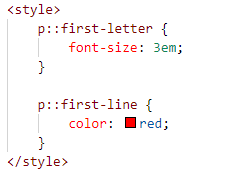 <style>
    p::first-letter {
        font-size: 3em;
    }

    p::first-line {
        color: red;
    }
</style>